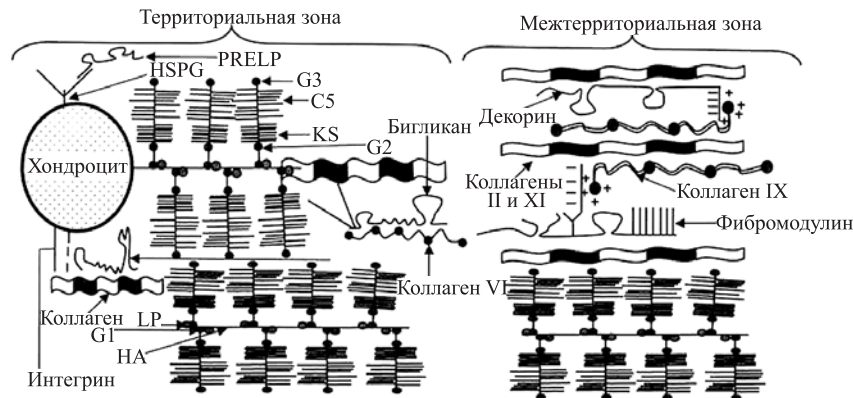 Территориальная зона
Межтерриториальная зона
PRELP
HSPG
G3
C5
KS
G2
Бигликан
Хондроцит
Декорин
Коллагены
II и XI
Коллаген IX
Фибромодулин
Коллаген VI
Коллаген
LP
G1
HA
Интегрин